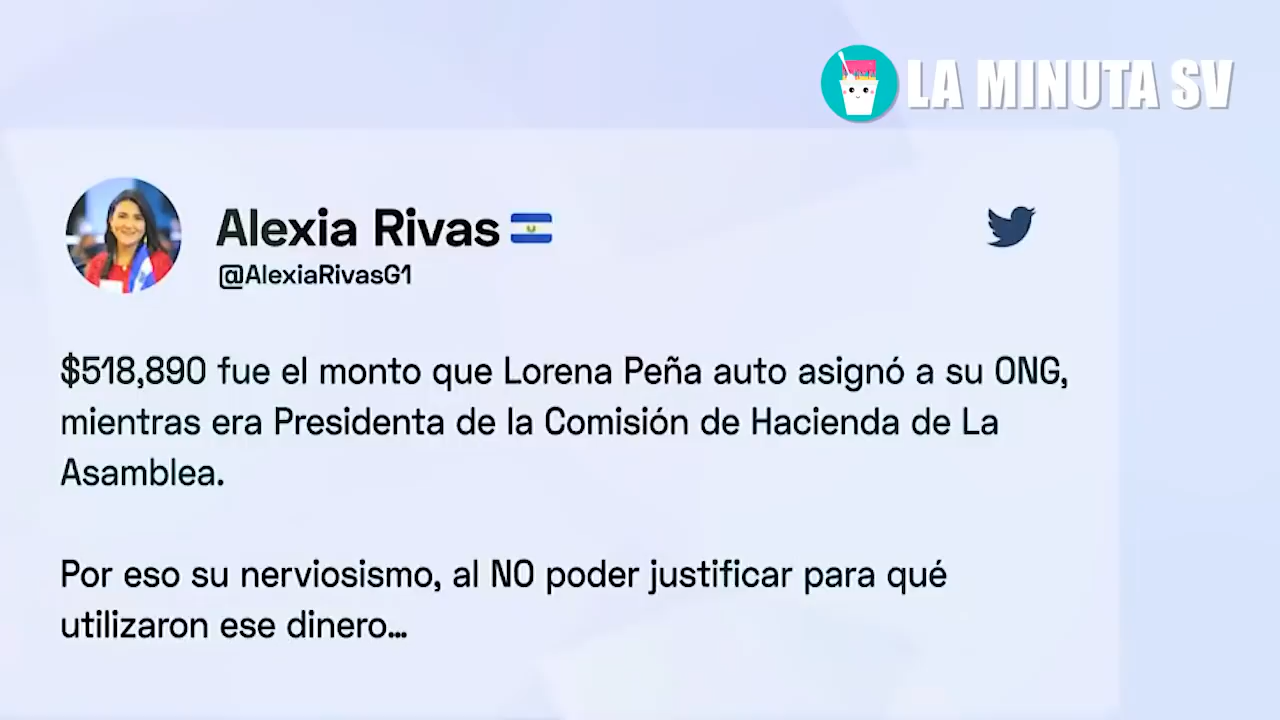 LA MINUTA SV
Alexia Rivas
@AlexiaRivasG1
$518,890 fue el monto que Lorena Peña auto asignó a su ONG,
mientras era Presidenta de la Comisión de Hacienda de La
Asamblea.
Por eso su nerviosismo, al NO poder justificar para qué
utilizaron ese dinero...